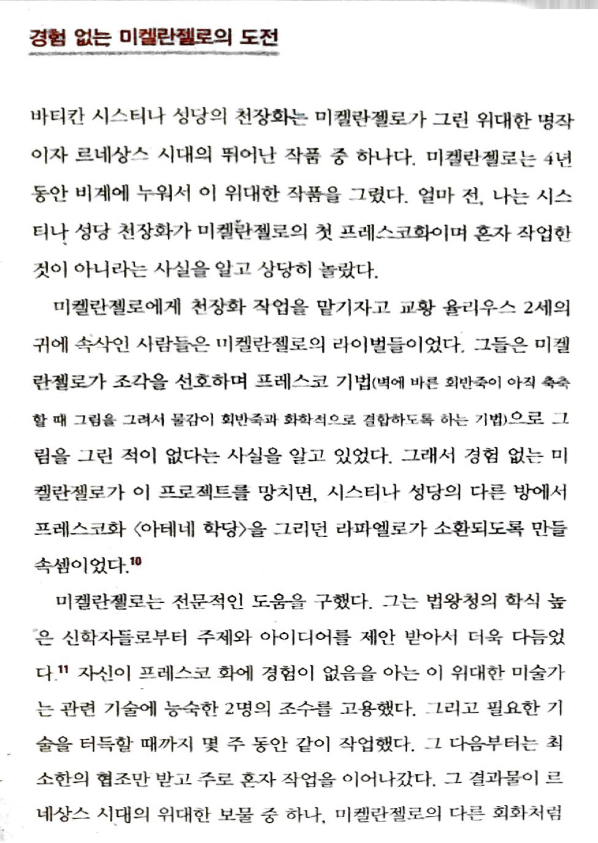 경험 없는 미켈란젤로의 도전
바티칸 시스티나 성당의 천장화는 미켈란젤로가 그린 위대한 명작
이자 르네상스 시대의 뛰어난 작품 중 하나다. 미켈란젤로는 4년
동안 비계에 누워서 이 위대한 작품을 그렸다. 얼마 전, 나는 시스
티나 성당 천장화가 미켈란젤로의 첫 프레스코화이며 혼자 작업한
것이 아니라는 사실을 알고 상당히 놀랐다.
미켈란젤로에게 천장화 작업을 맡기자고 교황 율리우스 2세의
귀에 속삭인 사람들은 미켈란젤로의 라이벌들이었다. 그들은 미켈
란젤로가 조각을 선호하며 프레스코 기법(벽에 바른 회반죽이 아직 축축
할 때 그림을 그려서 물감이 회반죽과 화학적으로 결합하도록 하는 기법)으로 그
림을 그린 적이 없다는 사실을 알고 있었다. 그래서 경험 없는 미
켈란젤로가 이 프로젝트를 망치면, 시스티나 성당의 다른 방에서
프레스코화 〈아테네 학당〉을 그리던 라파엘로가 소환되도록 만들
속셈이었다.10
미켈란젤로는 전문적인 도움을 구했다. 그는 법왕청의 학식 높
은 신학자들로부터 주제와 아이디어를 제안 받아서 더욱 다듬었
다.11 자신이 프레스코 화에 경험이 없음을 아는 이 위대한 미술가
는 관련 기술에 능숙한 2명의 조수를 고용했다. 그리고 필요한 기
술을 터득할 때까지 몇 주 동안 같이 작업했다. 그 다음부터는 최
소한의 협조만 받고 주로 혼자 작업을 이어나갔다. 그 결과물이 르
네상스 시대의 위대한 보물 중 하나, 미켈란젤로의 다른 회화처럼